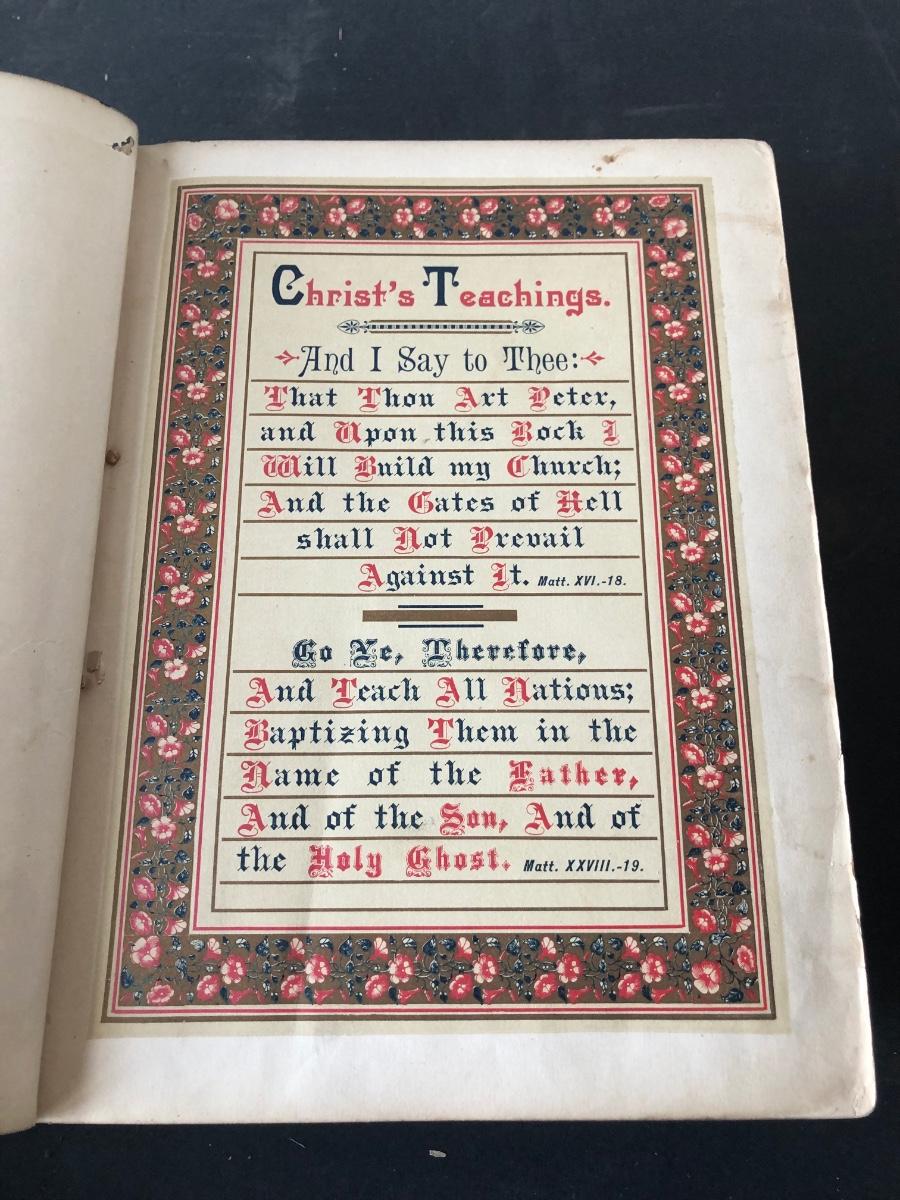 Christ's Teachings.
And I Say to Thee:
That Thou Art Peter,
and Upon this Rock I
Will Build my Church;
And the Gates of Hell
shall Not Prevail
Against It. Matt. XVI.-18.
Go Ye, Therefore,
And Teach All Nations;
Baptizing Them in the
Name of the Father,
And of the Son, And of
the Holy Ghost. Matt. XXVIII.-19.